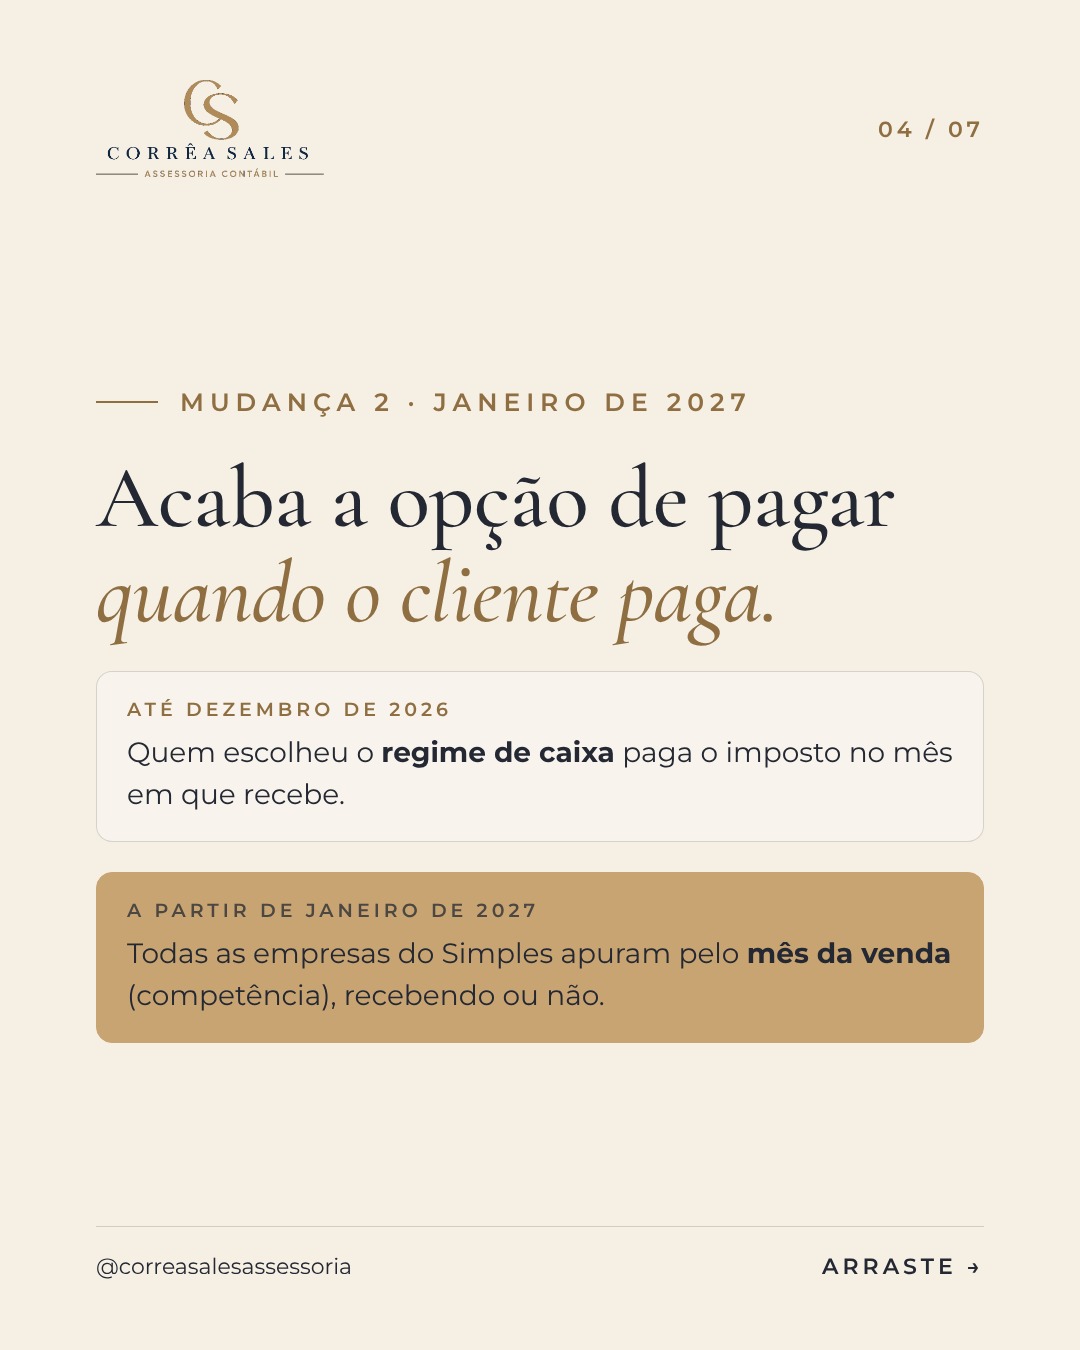 CS
CORRÊA SALES
ASSESSORIA CONTÁBIL
04 / 07
MUDANÇA 2 · JANEIRO DE 2027
Acaba a opção de pagar
quando o cliente paga.
ATÉ DEZEMBRO DE 2026
Quem escolheu o regime de caixa paga o imposto no mês
em que recebe.
A PARTIR DE JANEIRO DE 2027
Todas as empresas do Simples apuram pelo mês da venda
(competência), recebendo ou não.
@correasalesassessoria
ARRASTE →